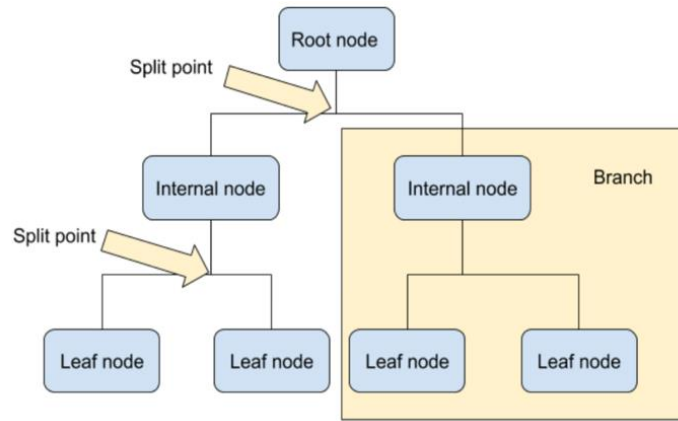 Root node
Split point
Internal node
Internal node
Branch
Split point
Leaf node
Leaf node
Leaf node
Leaf node